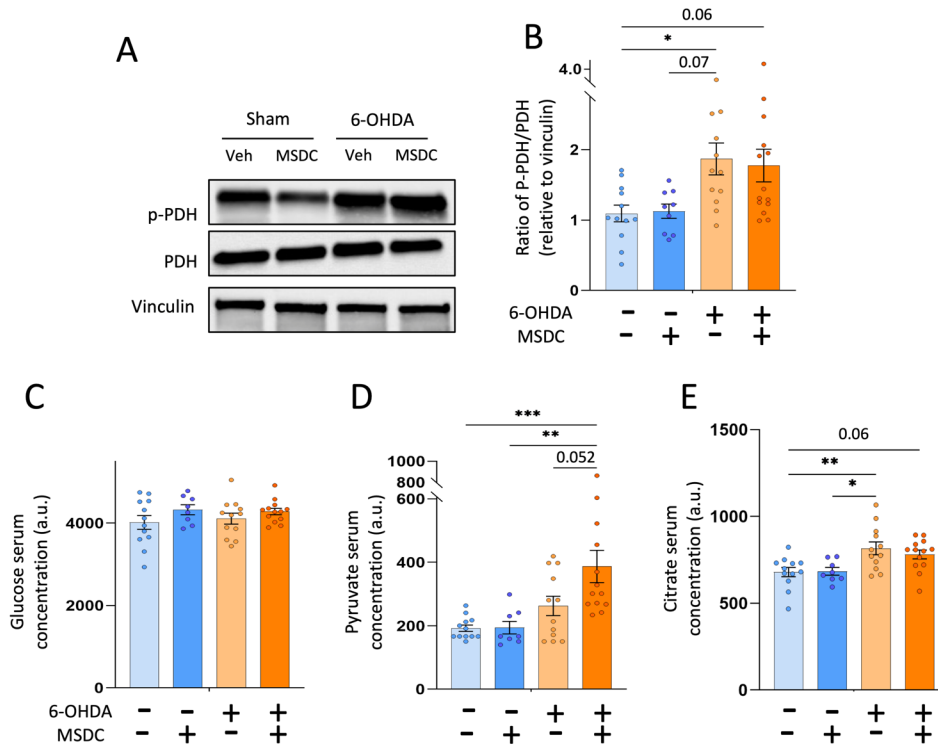 A
Sham
6-OHDA
Veh
MSDC
Veh
MSDC
p-PDH
PDH
Vinculin
B
0.06
*
0.07
Ratio of P-PDH/PDH
(relative to vinculin)
4.0
2
1
0
6-OHDA - - + +
MSDC - + - +
C
Glucose serum
concentration (a.u.)
4000
2000
0
6-OHDA - - + +
MSDC - + - +
D
***
**
0.052
Pyruvate serum
concentration (a.u.)
1000
800
600
400
200
0
6-OHDA - - + +
MSDC - + - +
E
0.06
**
*
Citrate serum
concentration (a.u.)
1500
1000
500
0
- - + +
- + - +